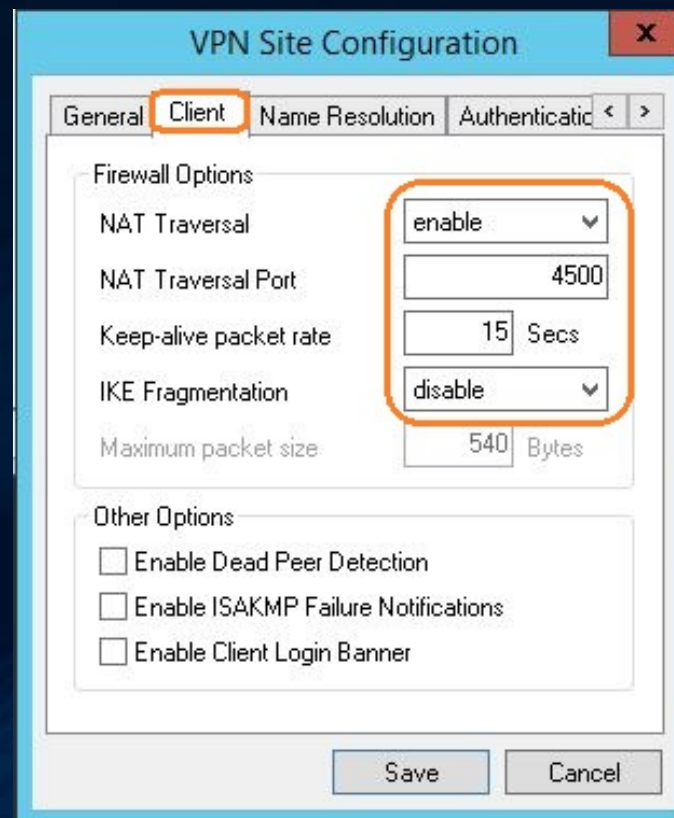 VPN Site Configuration
x
General Client Name Resolution Authenticatic < >
Firewall Options
NAT Traversal enable
NAT Traversal Port 4500
Keep-alive packet rate 15 Secs
IKE Fragmentation disable
Maximum packet size 540 Bytes
Other Options
Enable Dead Peer Detection
Enable ISAKMP Failure Notifications
Enable Client Login Banner
Save Cancel